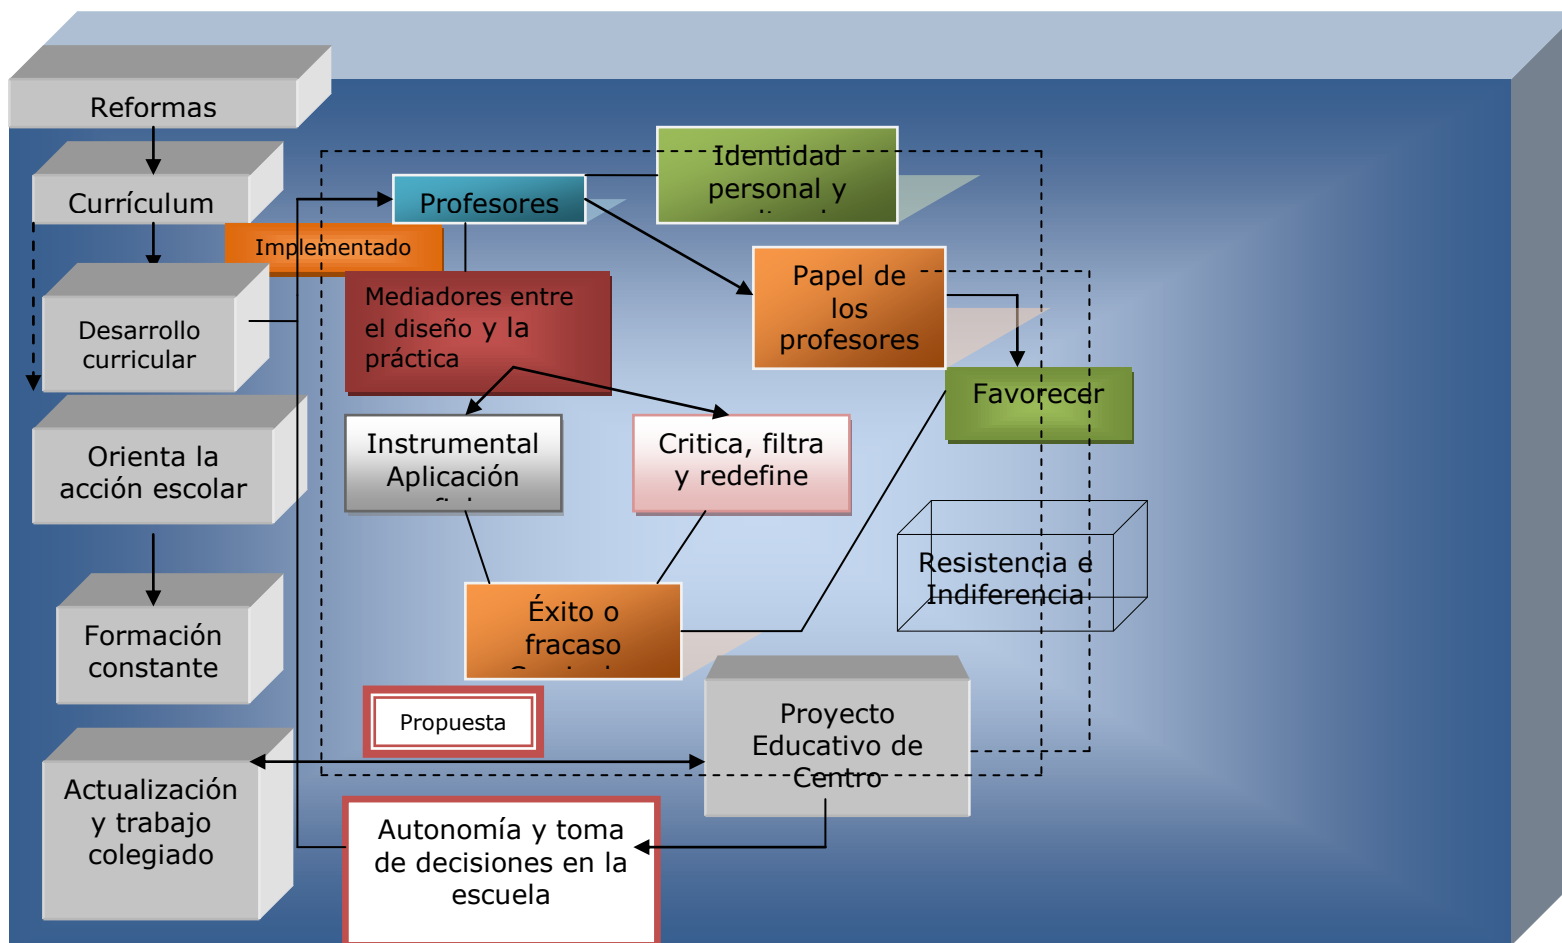 Reformas
Currículum
Implementado
Desarrollo
curricular
Orienta la
acción escolar
Formación
constante
Actualización
y trabajo
colegiado
Profesores
Identidad
personal y
Mediadores entre
el diseño y la
práctica
Papel de
los
profesores
Favorecer
Instrumental
Aplicación
Critica, filtra
y redefine
Resistencia e
Indiferencia
Éxito o
fracaso
Propuesta
Proyecto
Educativo de
Centro
Autonomía y toma
de decisiones en la
escuela